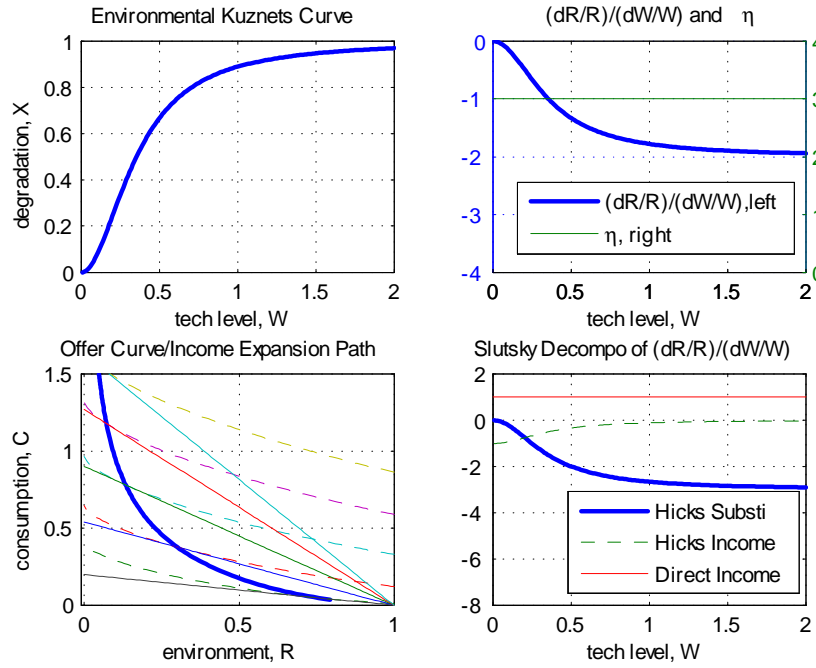 Environmental Kuznets Curve
1
0.8
0.6
0.4
0.2
0
0 0.5 1 1.5 2
degradation, X
tech level, W
(dR/R)/(dW/W) and η
0
-1
-2
-3
-4
4
3
2
0
0 0.5 1 1.5 2
(dR/R)/(dW/W),left
η, right
tech level, W
Offer Curve/Income Expansion Path
1.5
1
0.5
0
0 0.5 1
consumption, C
environment, R
Slutsky Decompo of (dR/R)/(dW/W)
2
0
-2
-4
-6
-8
0 0.5 1 1.5 2
Hicks Substi
Hicks Income
Direct Income
tech level, W